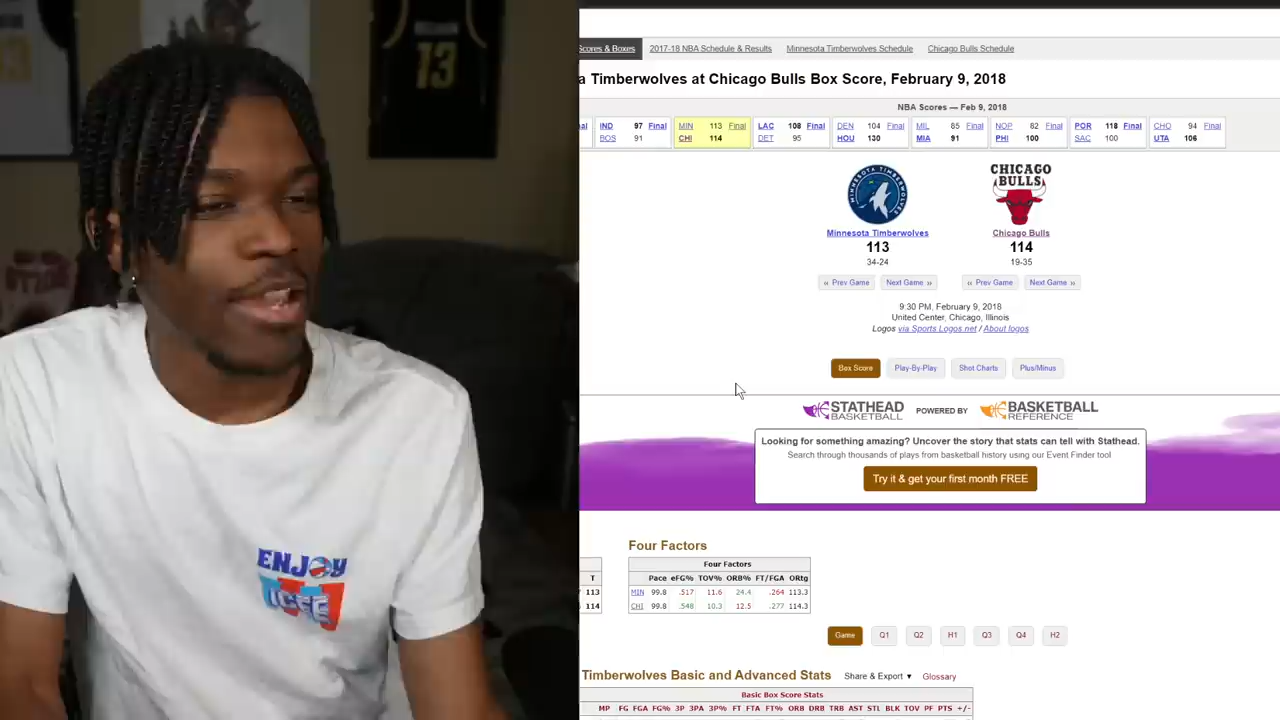 13
Scores & Boxes 2017-18 NBA Schedule & Results Minnesota Timberwolves Schedule Chicago Bulls Schedule
a Timberwolves at Chicago Bulls Box Score, February 9, 2018
NBA Scores — Feb 9, 2018
al IND 97 Final MIN 113 Final LAC 108 Final DEN 104 Final MIL 85 Final NOP 82 Final POR 118 Final CHO 94 Final
BOS 91 CHI 114 DET 95 HOU 130 MIA 91 PHI 100 SAC 100 UTA 106
CHICAGO
BULLS
Minnesota Timberwolves Chicago Bulls
113 114
34-24 19-35
‹‹ Prev Game Next Game ›› ‹‹ Prev Game Next Game ››
9:30 PM, February 9, 2018
United Center, Chicago, Illinois
Logos via Sports Logos.net / About logos
Box Score Play-By-Play Shot Charts Plus/Minus
STATHEAD BASKETBALL POWERED BY BASKETBALL REFERENCE
Looking for something amazing? Uncover the story that stats can tell with Stathead.
Search through thousands of plays from basketball history using our Event Finder tool
Try it & get your first month FREE
Four Factors
Four Factors
T Pace eFG% TOV% ORB% FT/FGA ORtg
113 MIN 99.8 .517 11.6 24.4 .264 113.3
114 CHI 99.8 .548 10.3 12.5 .277 114.3
Game Q1 Q2 H1 Q3 Q4 H2
Timberwolves Basic and Advanced Stats Share & Export ▼ Glossary
Basic Box Score Stats
MP FG FGA FG% 3P 3PA 3P% FT FTA FT% ORB DRB TRB AST STL BLK TOV PF PTS +/-
ENJOY
ICEE